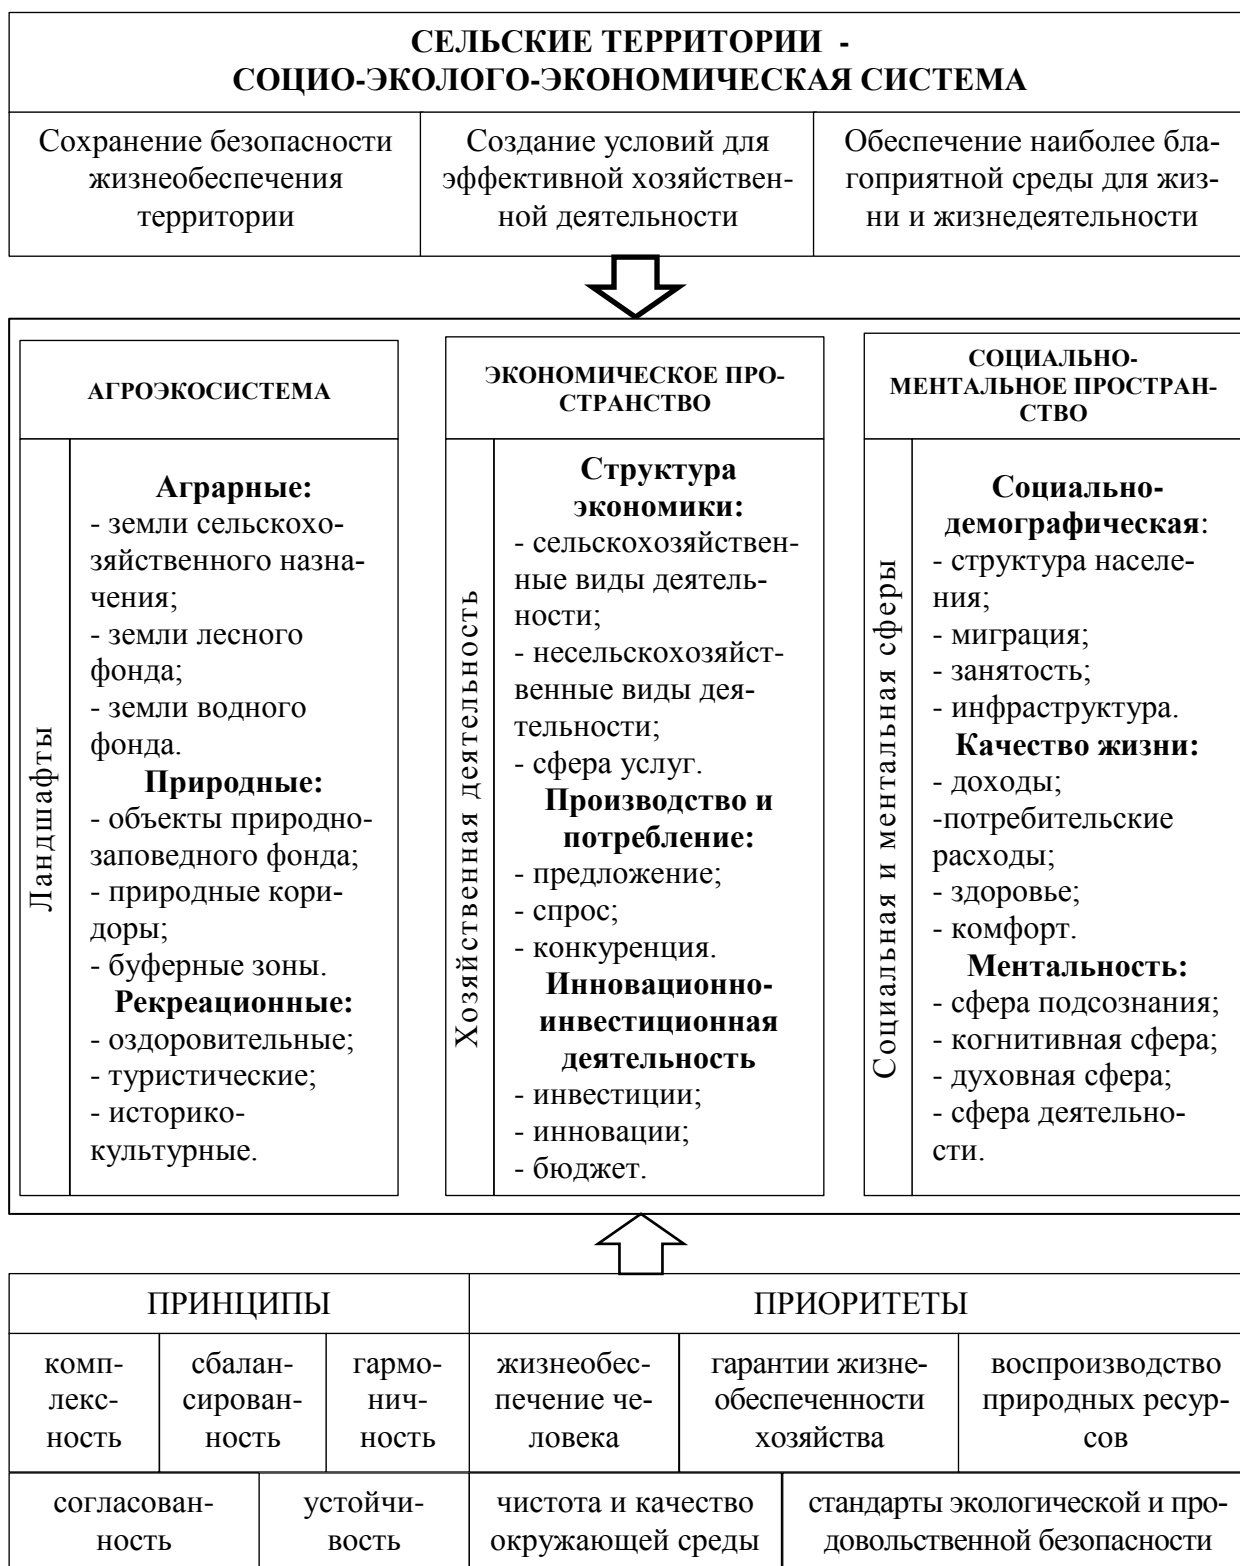 СЕЛЬСКИЕ ТЕРРИТОРИИ -
СОЦИО-ЭКОЛОГО-ЭКОНОМИЧЕСКАЯ СИСТЕМА
Сохранение безопасности
жизнеобеспечения
территории
Создание условий для
эффективной хозяйствен-
ной деятельности
Обеспечение наиболее бла-
гоприятной среды для жиз-
ни и жизнедеятельности
АГРОЭКОСИСТЕМА
Ландшафты
Аграрные:
- земли сельскохо-
зяйственного назна-
чения;
- земли лесного
фонда;
- земли водного
фонда.
Природные:
- объекты природно-
заповедного фонда;
- природные кори-
доры;
- буферные зоны.
Рекреационные:
- оздоровительные;
- туристические;
- историко-
культурные.
ЭКОНОМИЧЕСКОЕ ПРО-
СТРАНСТВО
Хозяйственная деятельность
Структура
экономики:
- сельскохозяйствен-
ные виды деятель-
ности;
- несельскохозяйст-
венные виды дея-
тельности;
- сфера услуг.
Производство и
потребление:
- предложение;
- спрос;
- конкуренция.
Инновационно-
инвестиционная
деятельность
- инвестиции;
- инновации;
- бюджет.
СОЦИАЛЬНО-
МЕНТАЛЬНОЕ ПРОСТРАН-
СТВО
Социальная и ментальная сферы
Социально-
демографическая:
- структура населе-
ния;
- миграция;
- занятость;
- инфраструктура.
Качество жизни:
- доходы;
-потребительские
расходы;
- здоровье;
- комфорт.
Ментальность:
- сфера подсознания;
- когнитивная сфера;
- духовная сфера;
- сфера деятельно-
сти.
ПРИНЦИПЫ
ПРИОРИТЕТЫ
комп-
лекс-
ность
сбалан-
сирован-
ность
гармо-
нич-
ность
жизнеобес-
печение че-
ловека
гарантии жизне-
обеспеченности
хозяйства
воспроизводство
природных ресур-
сов
согласован-
ность
устойчи-
вость
чистота и качество
окружающей среды
стандарты экологической и про-
довольственной безопасности